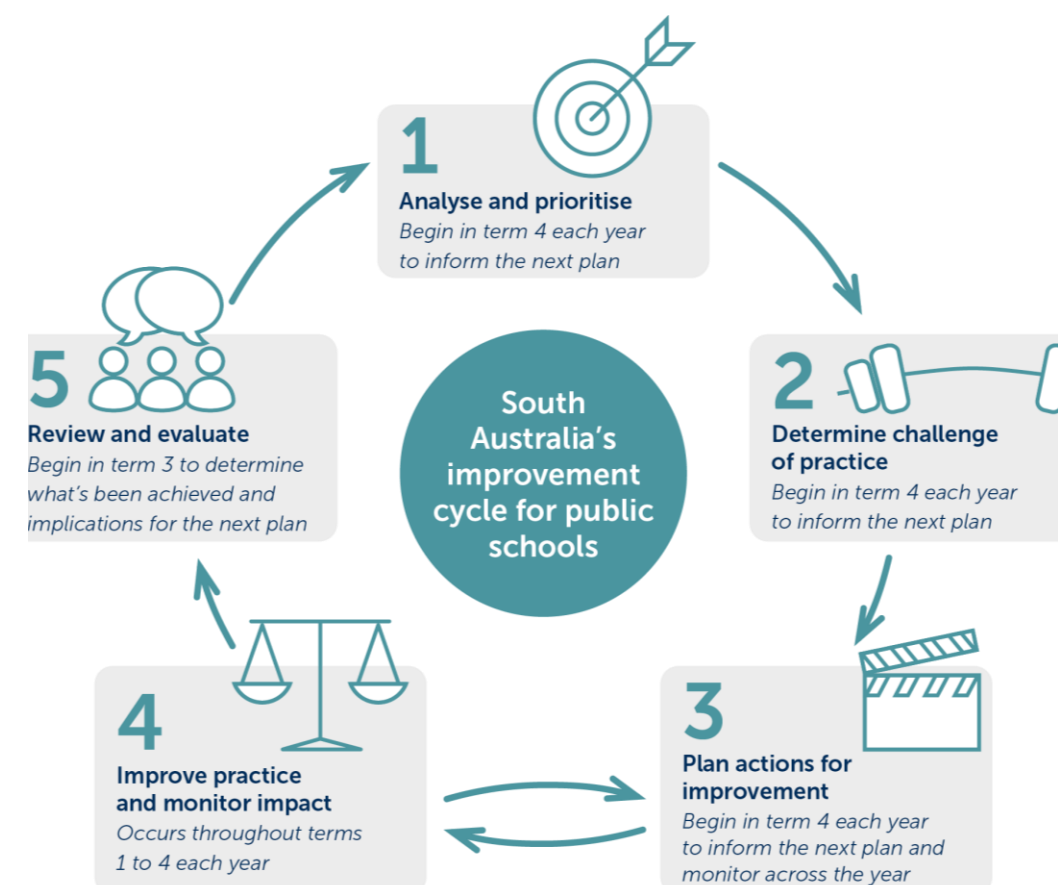 1
Analyse and prioritise
Begin in term 4 each year
to inform the next plan
2
Determine challenge
of practice
Begin in term 4 each year
to inform the next plan
3
Plan actions for
improvement
Begin in term 4 each year
to inform the next plan and
monitor across the year
4
Improve practice
and monitor impact
Occurs throughout terms
1 to 4 each year
5
Review and evaluate
Begin in term 3 to determine
what's been achieved and
implications for the next plan
South
Australia's
improvement
cycle for public
schools